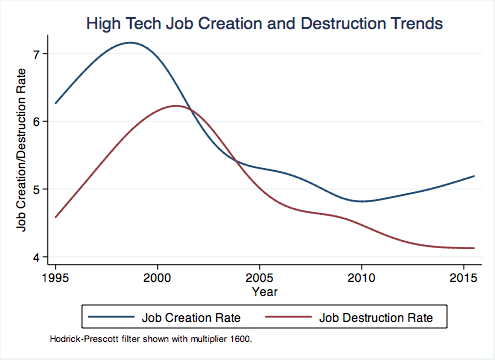 High Tech Job Creation and Destruction Trends
Job Creation/Destruction Rate
7
6
5
4
1995 2000 2005 2010 2015
Year
Job Creation Rate Job Destruction Rate
Hodrick-Prescott filter shown with multiplier 1600.